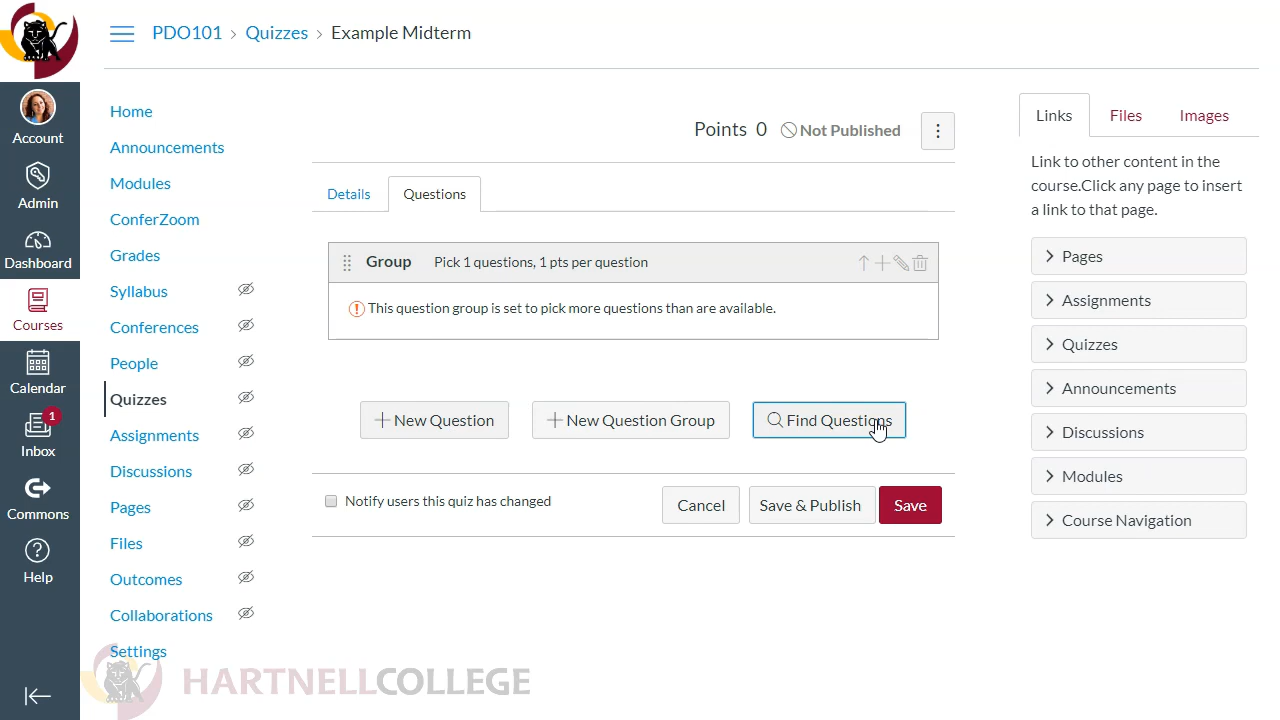 PDO101 › Quizzes › Example Midterm
Account
Admin
Dashboard
Courses
Calendar
1
Inbox
Commons
Help
Home
Announcements
Modules
ConferZoom
Grades
Syllabus
Conferences
People
Quizzes
Assignments
Discussions
Pages
Files
Outcomes
Collaborations
Settings
Points 0 Not Published
Details Questions
Group Pick 1 questions, 1 pts per question
This question group is set to pick more questions than are available.
New Question New Question Group Find Questions
Notify users this quiz has changed Cancel Save & Publish Save
Links Files Images
Link to other content in the
course.Click any page to insert
a link to that page.
Pages
Assignments
Quizzes
Announcements
Discussions
Modules
Course Navigation
HARTNELLCOLLEGE